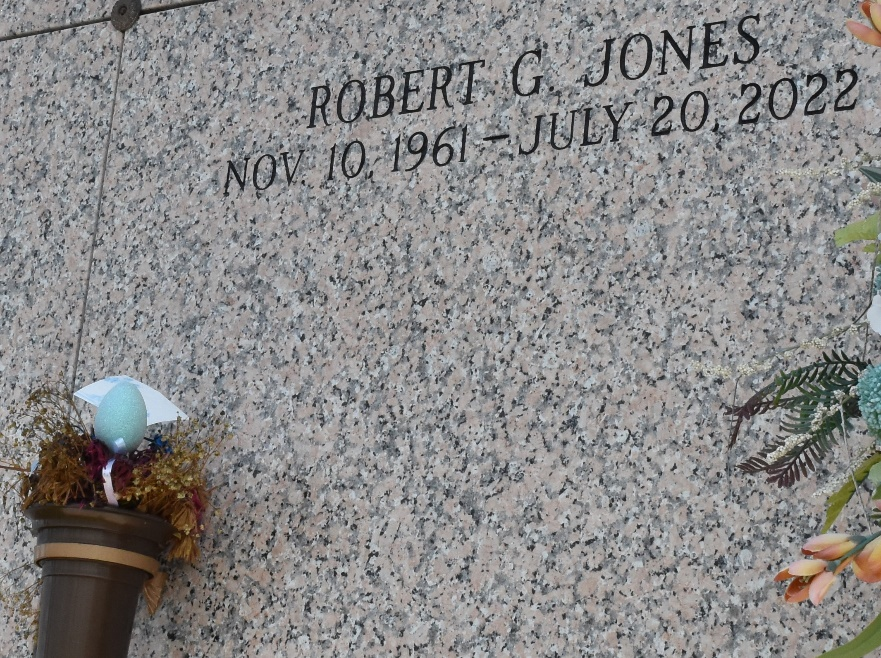 ROBERT G. JONES
NOV 10, 1961 – JULY 20, 2022